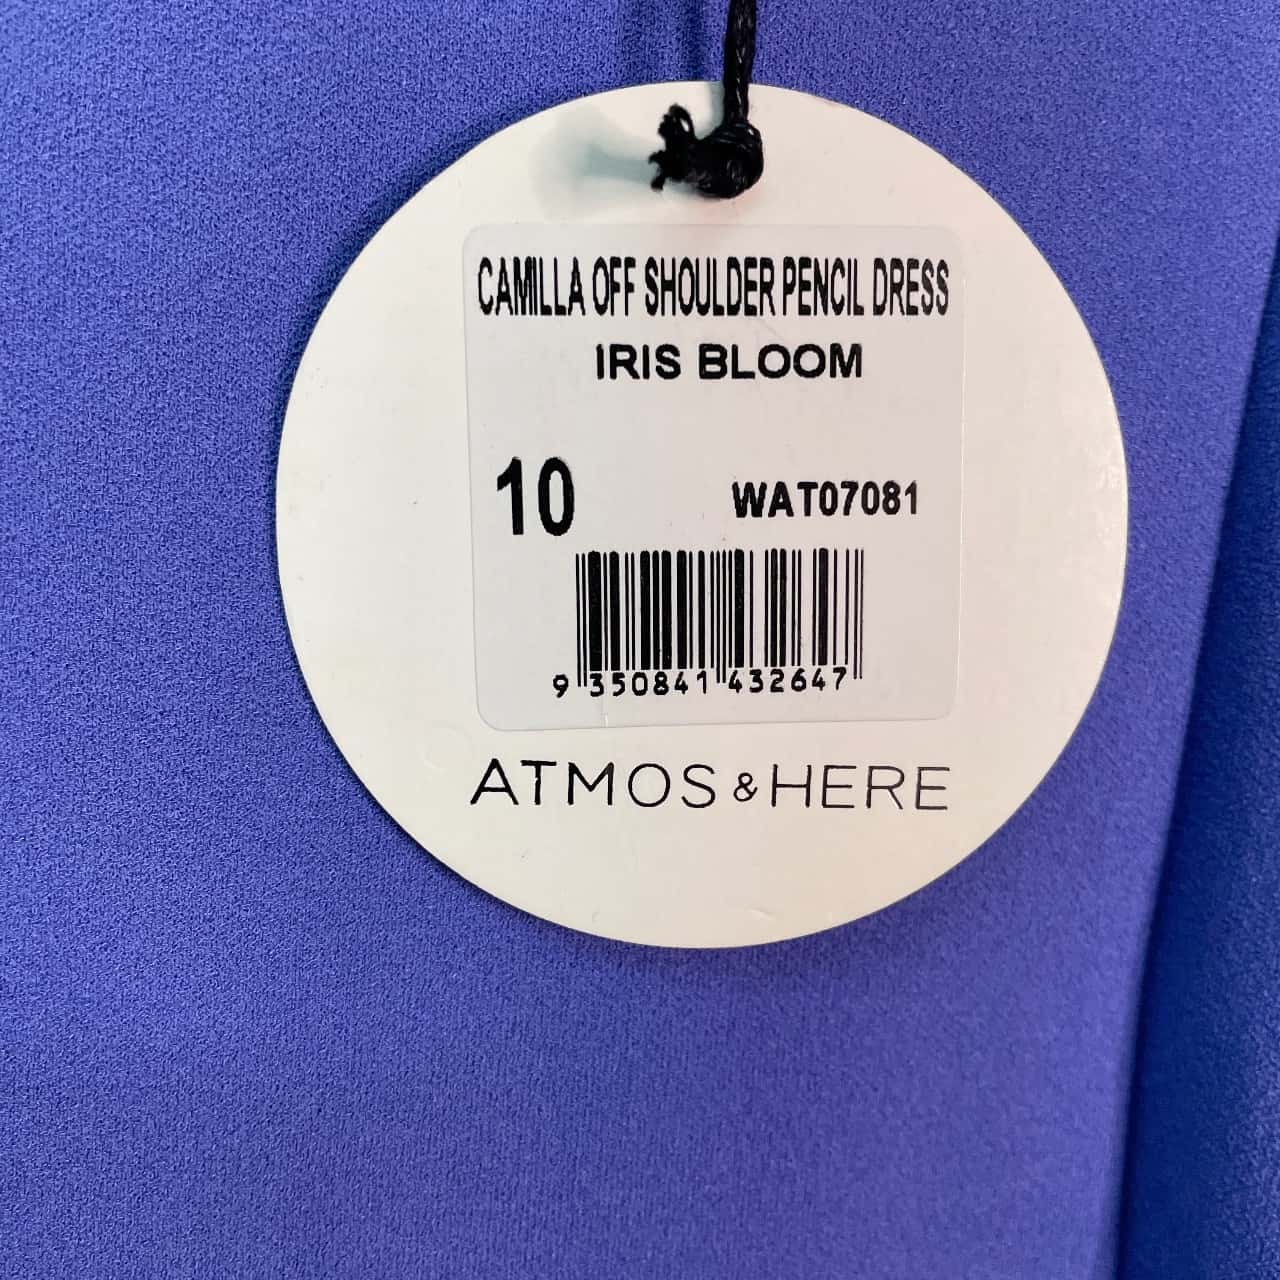 CAMILLA OFF SHOULDER PENCIL DRESS
IRIS BLOOM
10 WAT07081
9 350841 432647
ATMOS & HERE